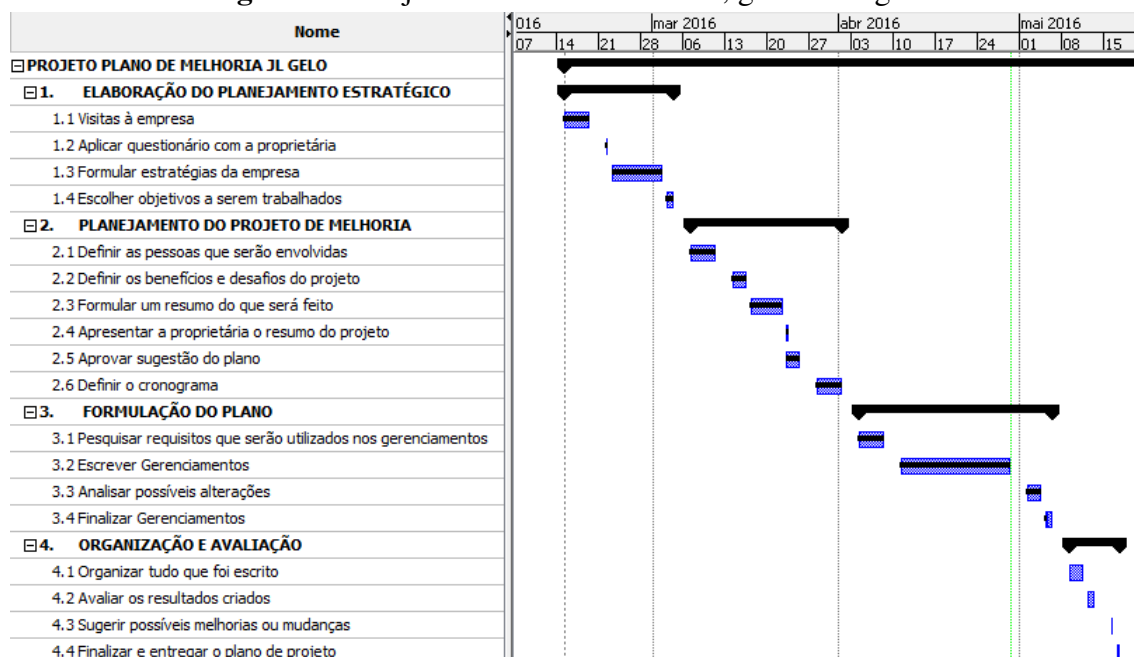 Nome
016 mar 2016 abr 2016 mai 2016
07 14 21 28 06 13 20 27 03 10 17 24 01 08 15
PROJETO PLANO DE MELHORIA JL GELO
1. ELABORAÇÃO DO PLANEJAMENTO ESTRATÉGICO
1.1 Visitas à empresa
1.2 Aplicar questionário com a proprietária
1.3 Formular estratégias da empresa
1.4 Escolher objetivos a serem trabalhados
2. PLANEJAMENTO DO PROJETO DE MELHORIA
2.1 Definir as pessoas que serão envolvidas
2.2 Definir os benefícios e desafios do projeto
2.3 Formular um resumo do que será feito
2.4 Apresentar a proprietária o resumo do projeto
2.5 Aprovar sugestão do plano
2.6 Definir o cronograma
3. FORMULAÇÃO DO PLANO
3.1 Pesquisar requisitos que serão utilizados nos gerenciamentos
3.2 Escrever Gerenciamentos
3.3 Analisar possíveis alterações
3.4 Finalizar Gerenciamentos
4. ORGANIZAÇÃO E AVALIAÇÃO
4.1 Organizar tudo que foi escrito
4.2 Avaliar os resultados criados
4.3 Sugerir possíveis melhorias ou mudanças
4.4 Finalizar e entregar o plano de projeto